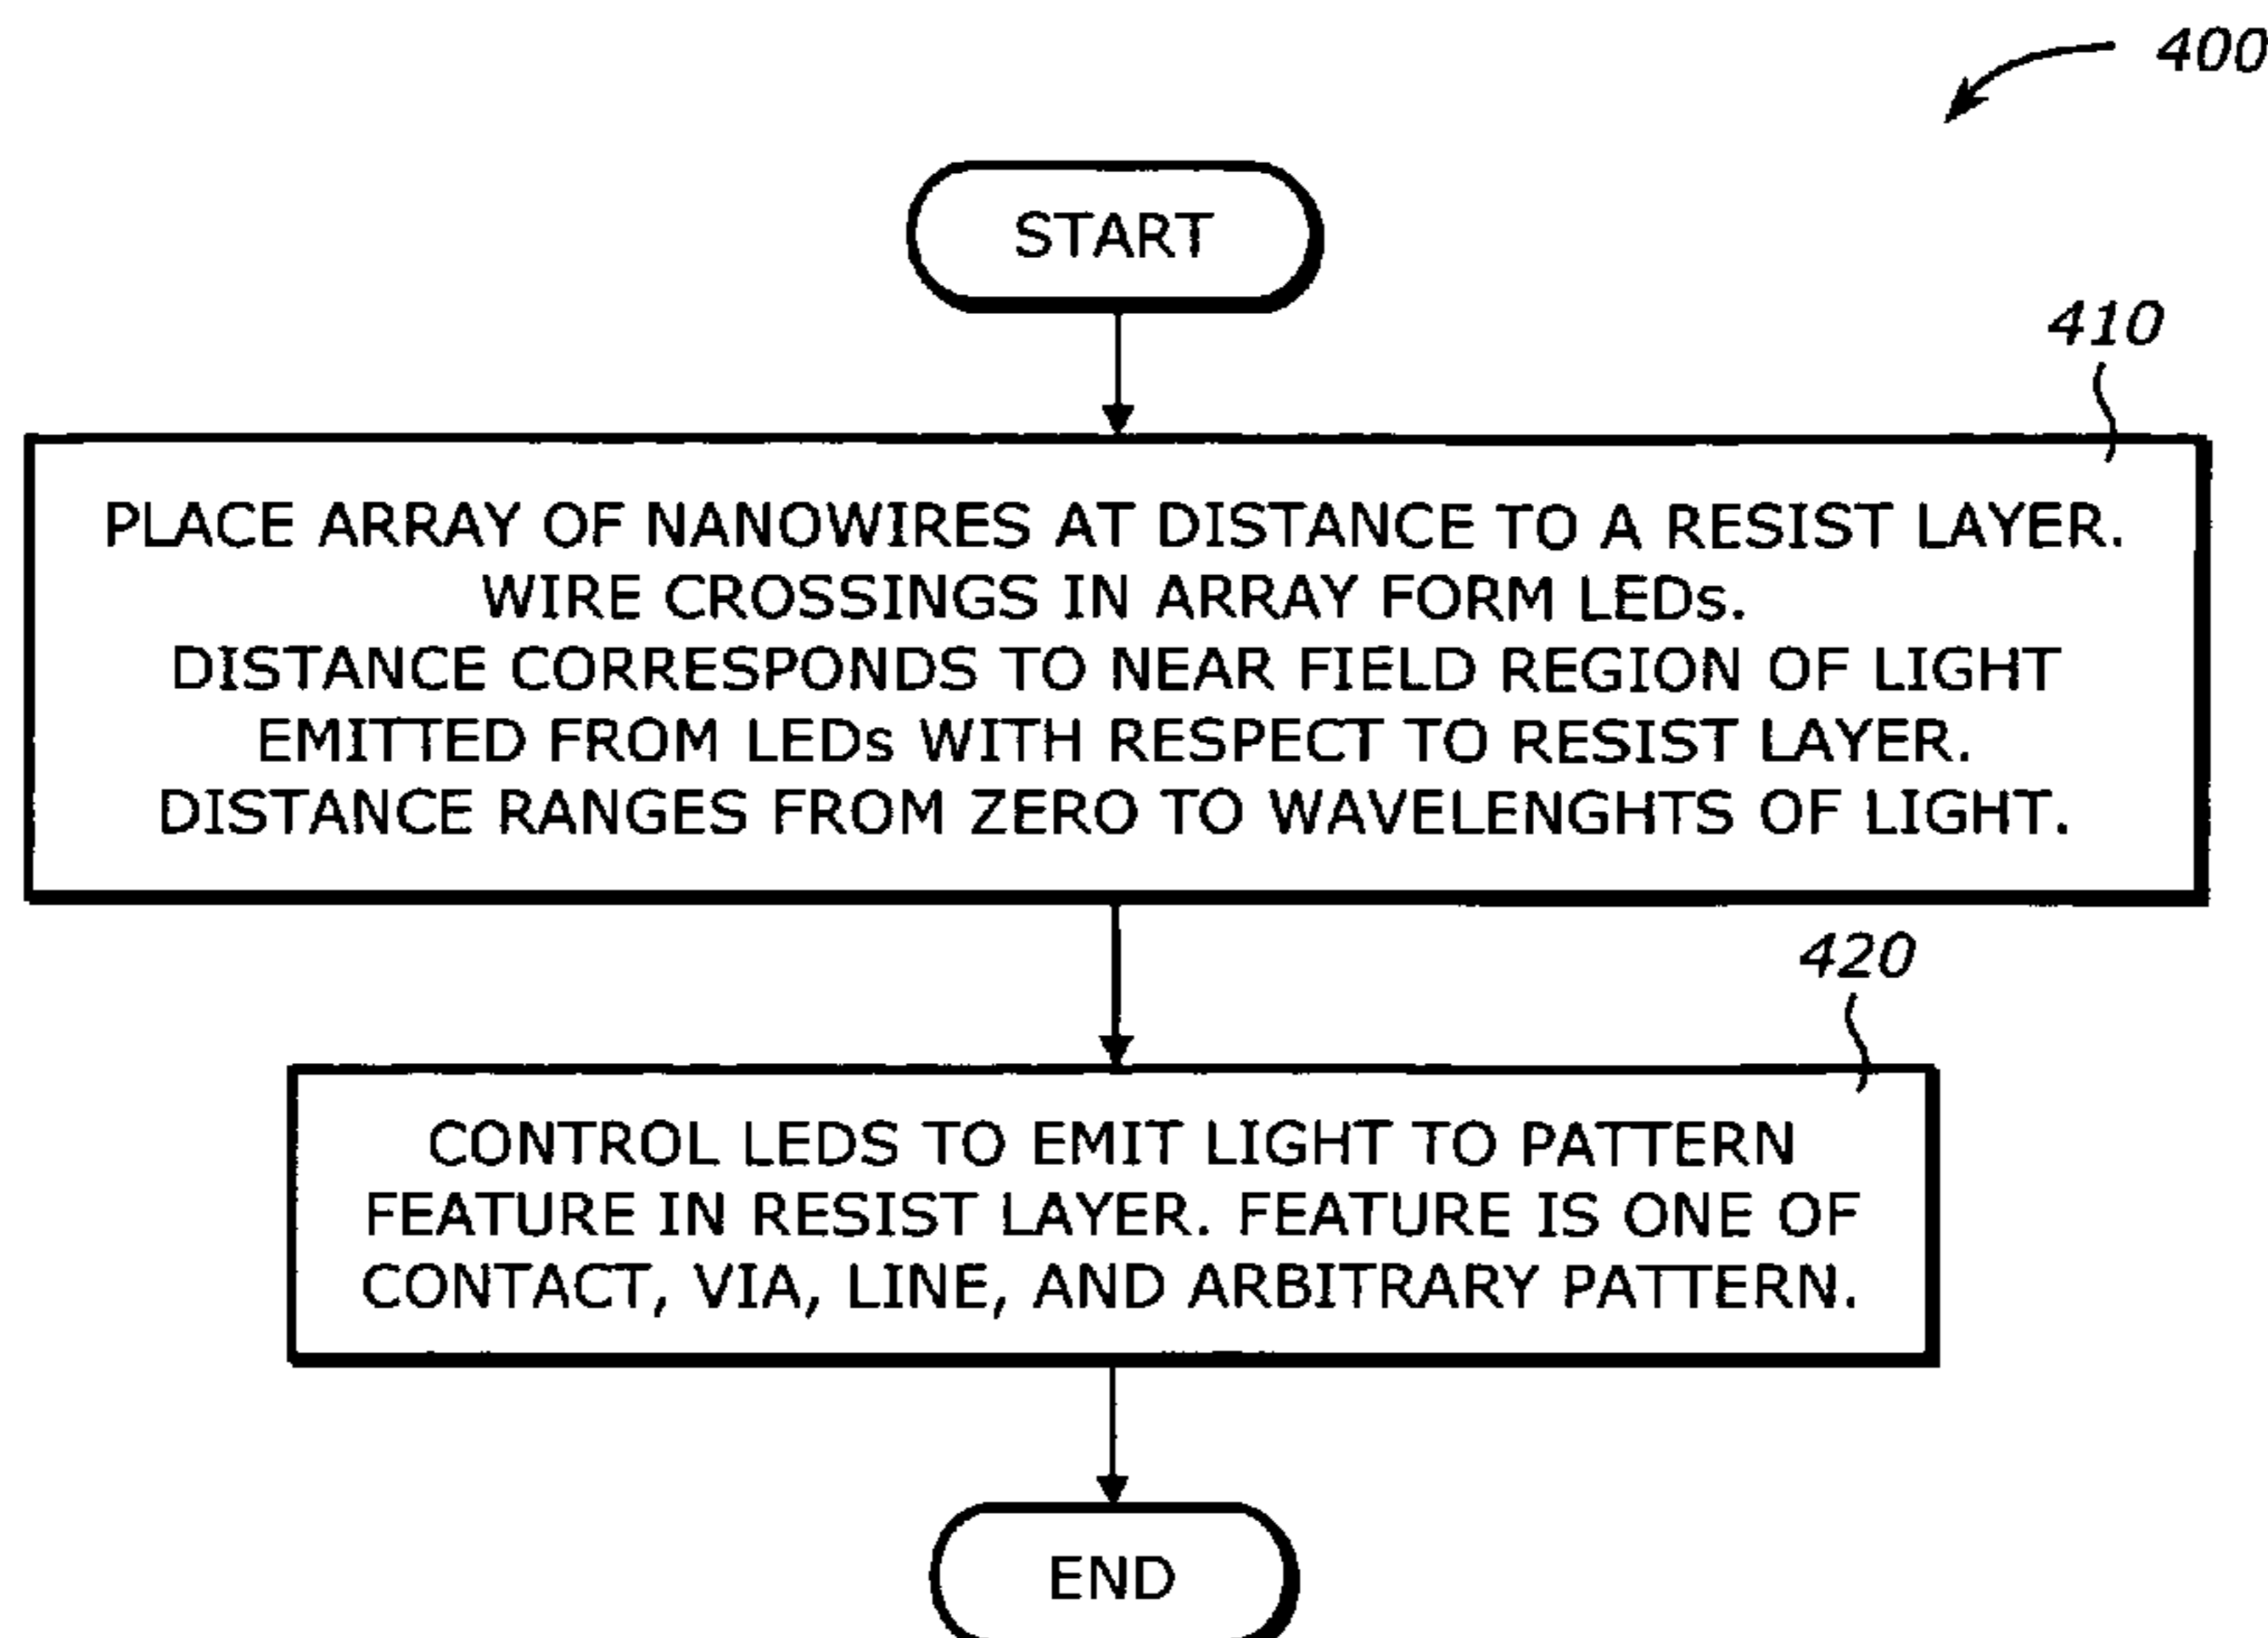 400
START
410
PLACE ARRAY OF NANOWIRES AT DISTANCE TO A RESIST LAYER.
WIRE CROSSINGS IN ARRAY FORM LEDs.
DISTANCE CORRESPONDS TO NEAR FIELD REGION OF LIGHT
EMITTED FROM LEDs WITH RESPECT TO RESIST LAYER.
DISTANCE RANGES FROM ZERO TO WAVELENGHTS OF LIGHT.
420
CONTROL LEDS TO EMIT LIGHT TO PATTERN
FEATURE IN RESIST LAYER. FEATURE IS ONE OF
CONTACT, VIA, LINE, AND ARBITRARY PATTERN.
END